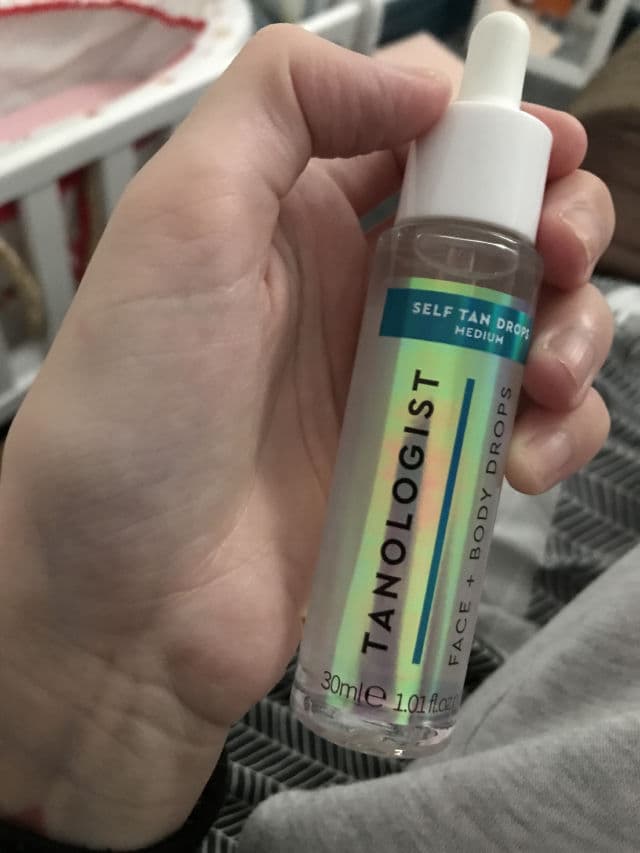 SELF TAN DROPS
MEDIUM
TANOLOGIST
FACE + BODY DROPS
30ml e 1.01 fl.oz